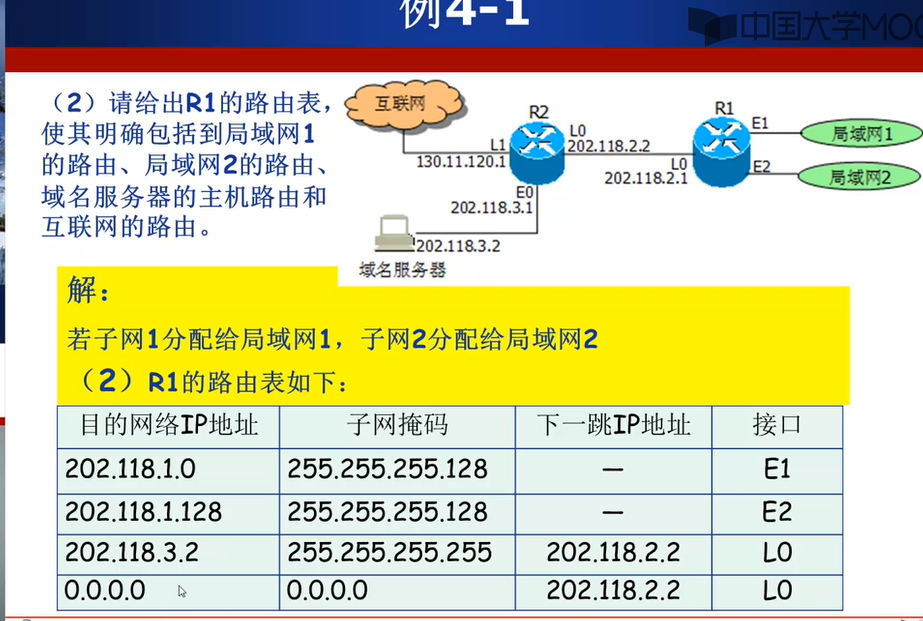 例4-1
中国大学MOO
（2）请给出R1的路由表，
使其明确包括到局域网1
的路由、局域网2的路由、
域名服务器的主机路由和
互联网的路由。
互联网
R2
R1
L1
130.11.120.1
L0
202.118.2.2
L0
202.118.2.1
E1
E2
局域网1
局域网2
E0
202.118.3.1
202.118.3.2
域名服务器
解：
若子网1分配给局域网1，子网2分配给局域网2
（2）R1的路由表如下：
目的网络IP地址 子网掩码 下一跳IP地址 接口
202.118.1.0 255.255.255.128 — E1
202.118.1.128 255.255.255.128 — E2
202.118.3.2 255.255.255.255 202.118.2.2 L0
0.0.0.0 0.0.0.0 202.118.2.2 L0